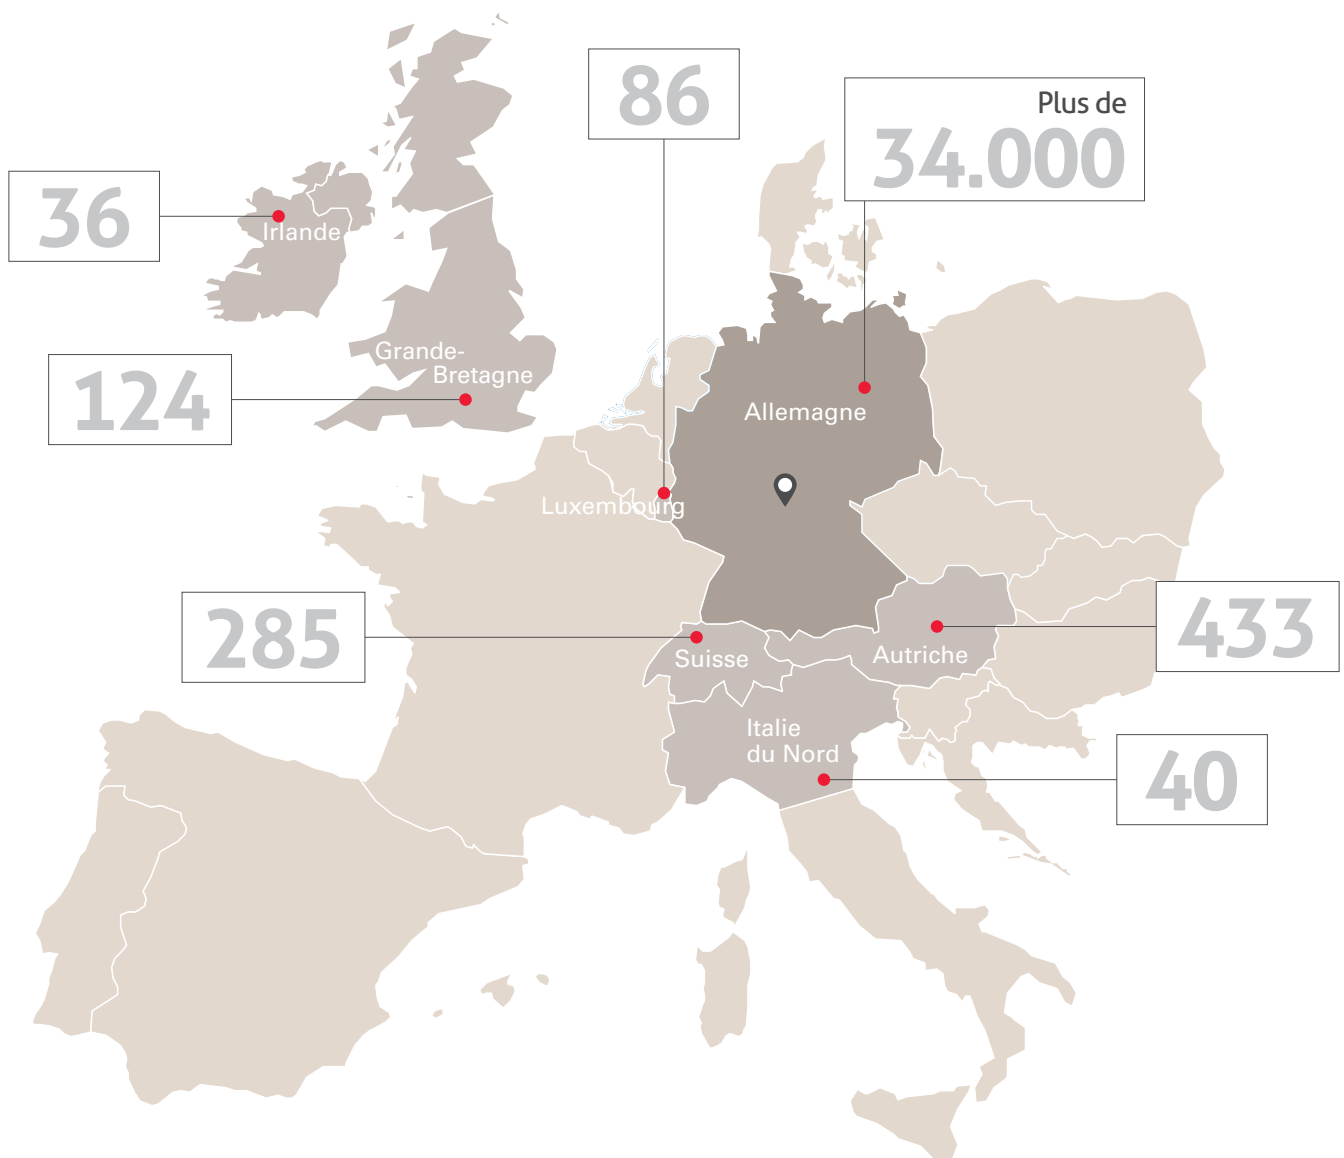 86
Plus de
34.000
36
Irlande
124
Grande-
Bretagne
Allemagne
Luxembourg
285
Suisse
Autriche
433
Italie
du Nord
40